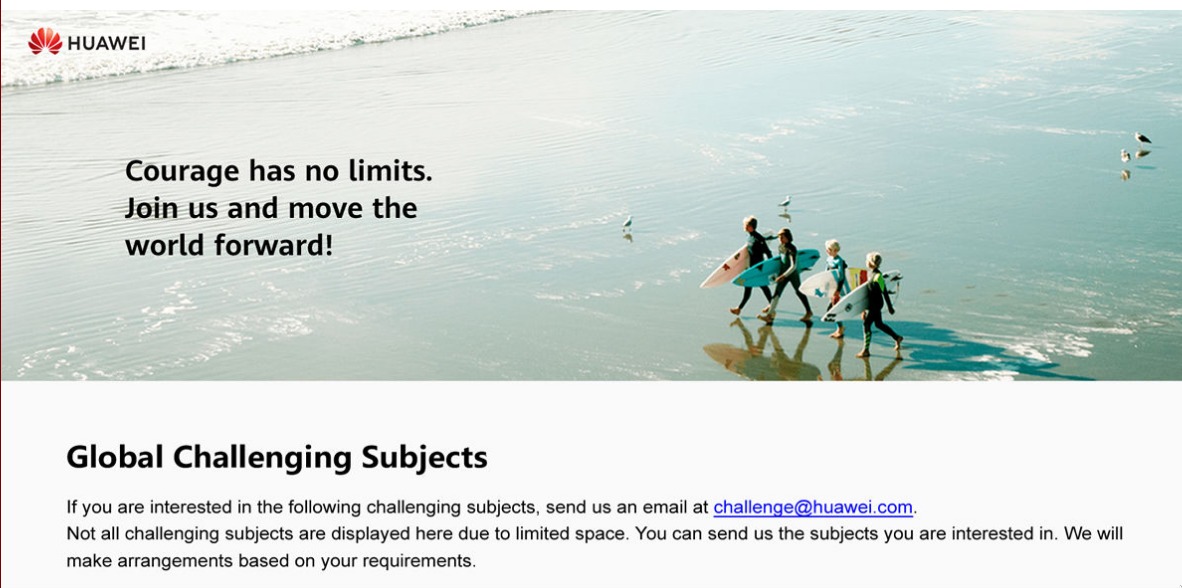 HUAWEI
Courage has no limits.
Join us and move the
world forward!
Global Challenging Subjects
If you are interested in the following challenging subjects, send us an email at challenge@huawei.com.
Not all challenging subjects are displayed here due to limited space. You can send us the subjects you are interested in. We will
make arrangements based on your requirements.